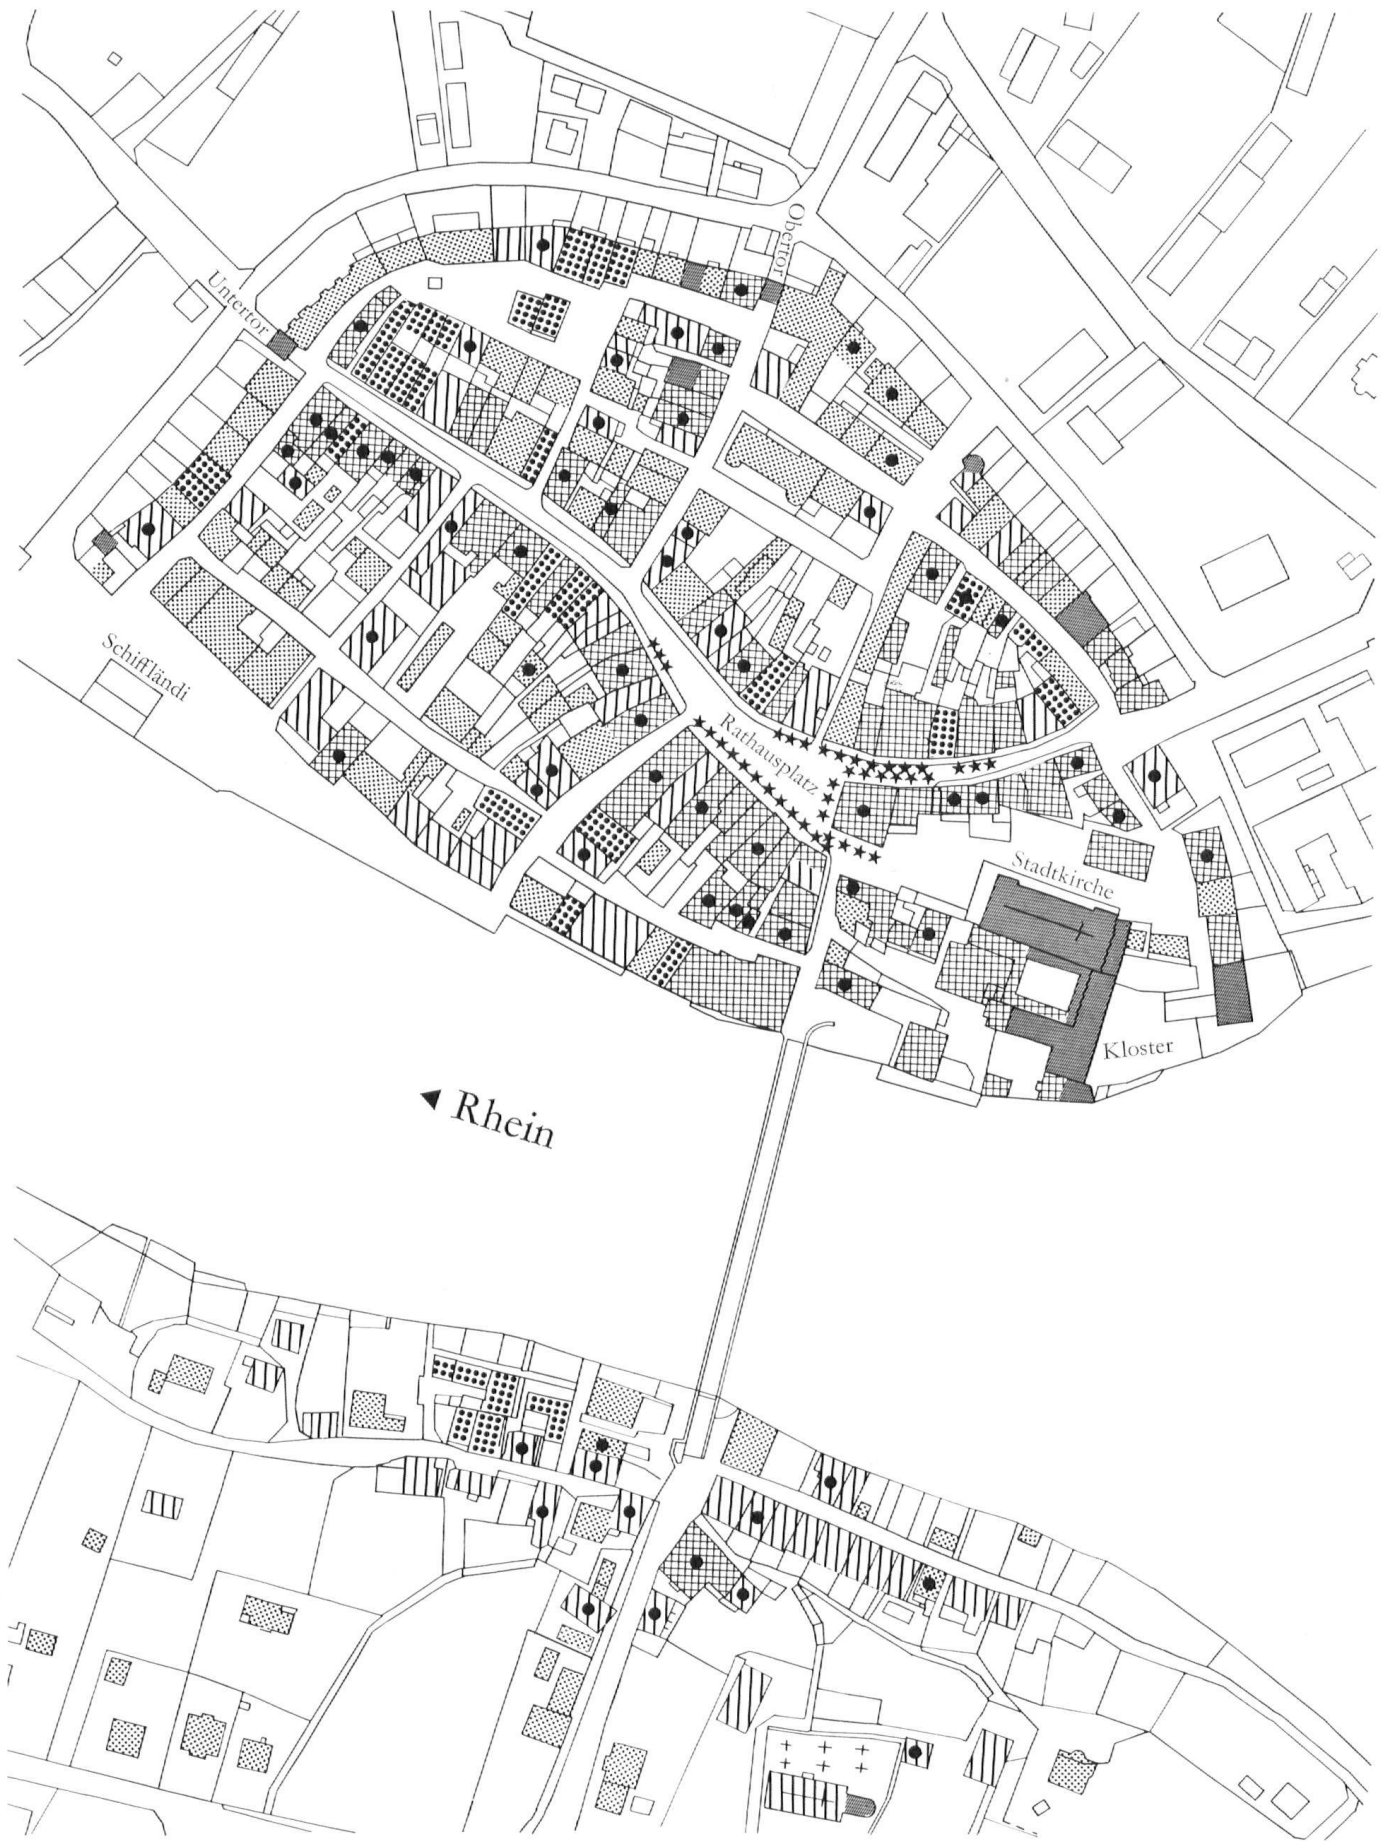 Obertor
Untertor
Schiffländi
Rathausplatz
Stadtkirche
Kloster
Rhein